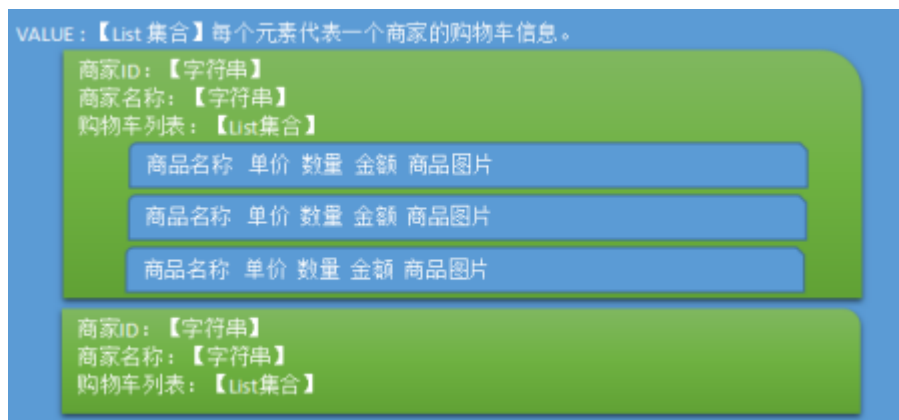 VALUE：【List 集合】每个元素代表一个商家的购物车信息。
商家ID：【字符串】
商家名称：【字符串】
购物车列表：【List集合】
商品名称 单价 数量 金额 商品图片
商品名称 单价 数量 金额 商品图片
商品名称 单价 数量 金额 商品图片
商家ID：【字符串】
商家名称：【字符串】
购物车列表：【List集合】